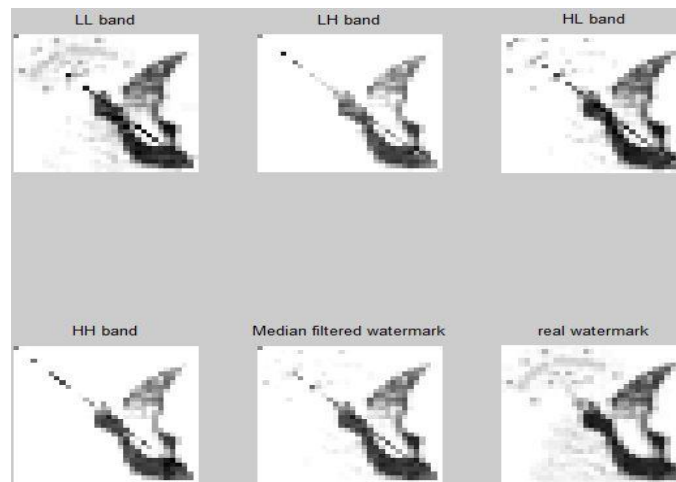 LL band
LH band
HL band
HH band
Median filtered watermark
real watermark